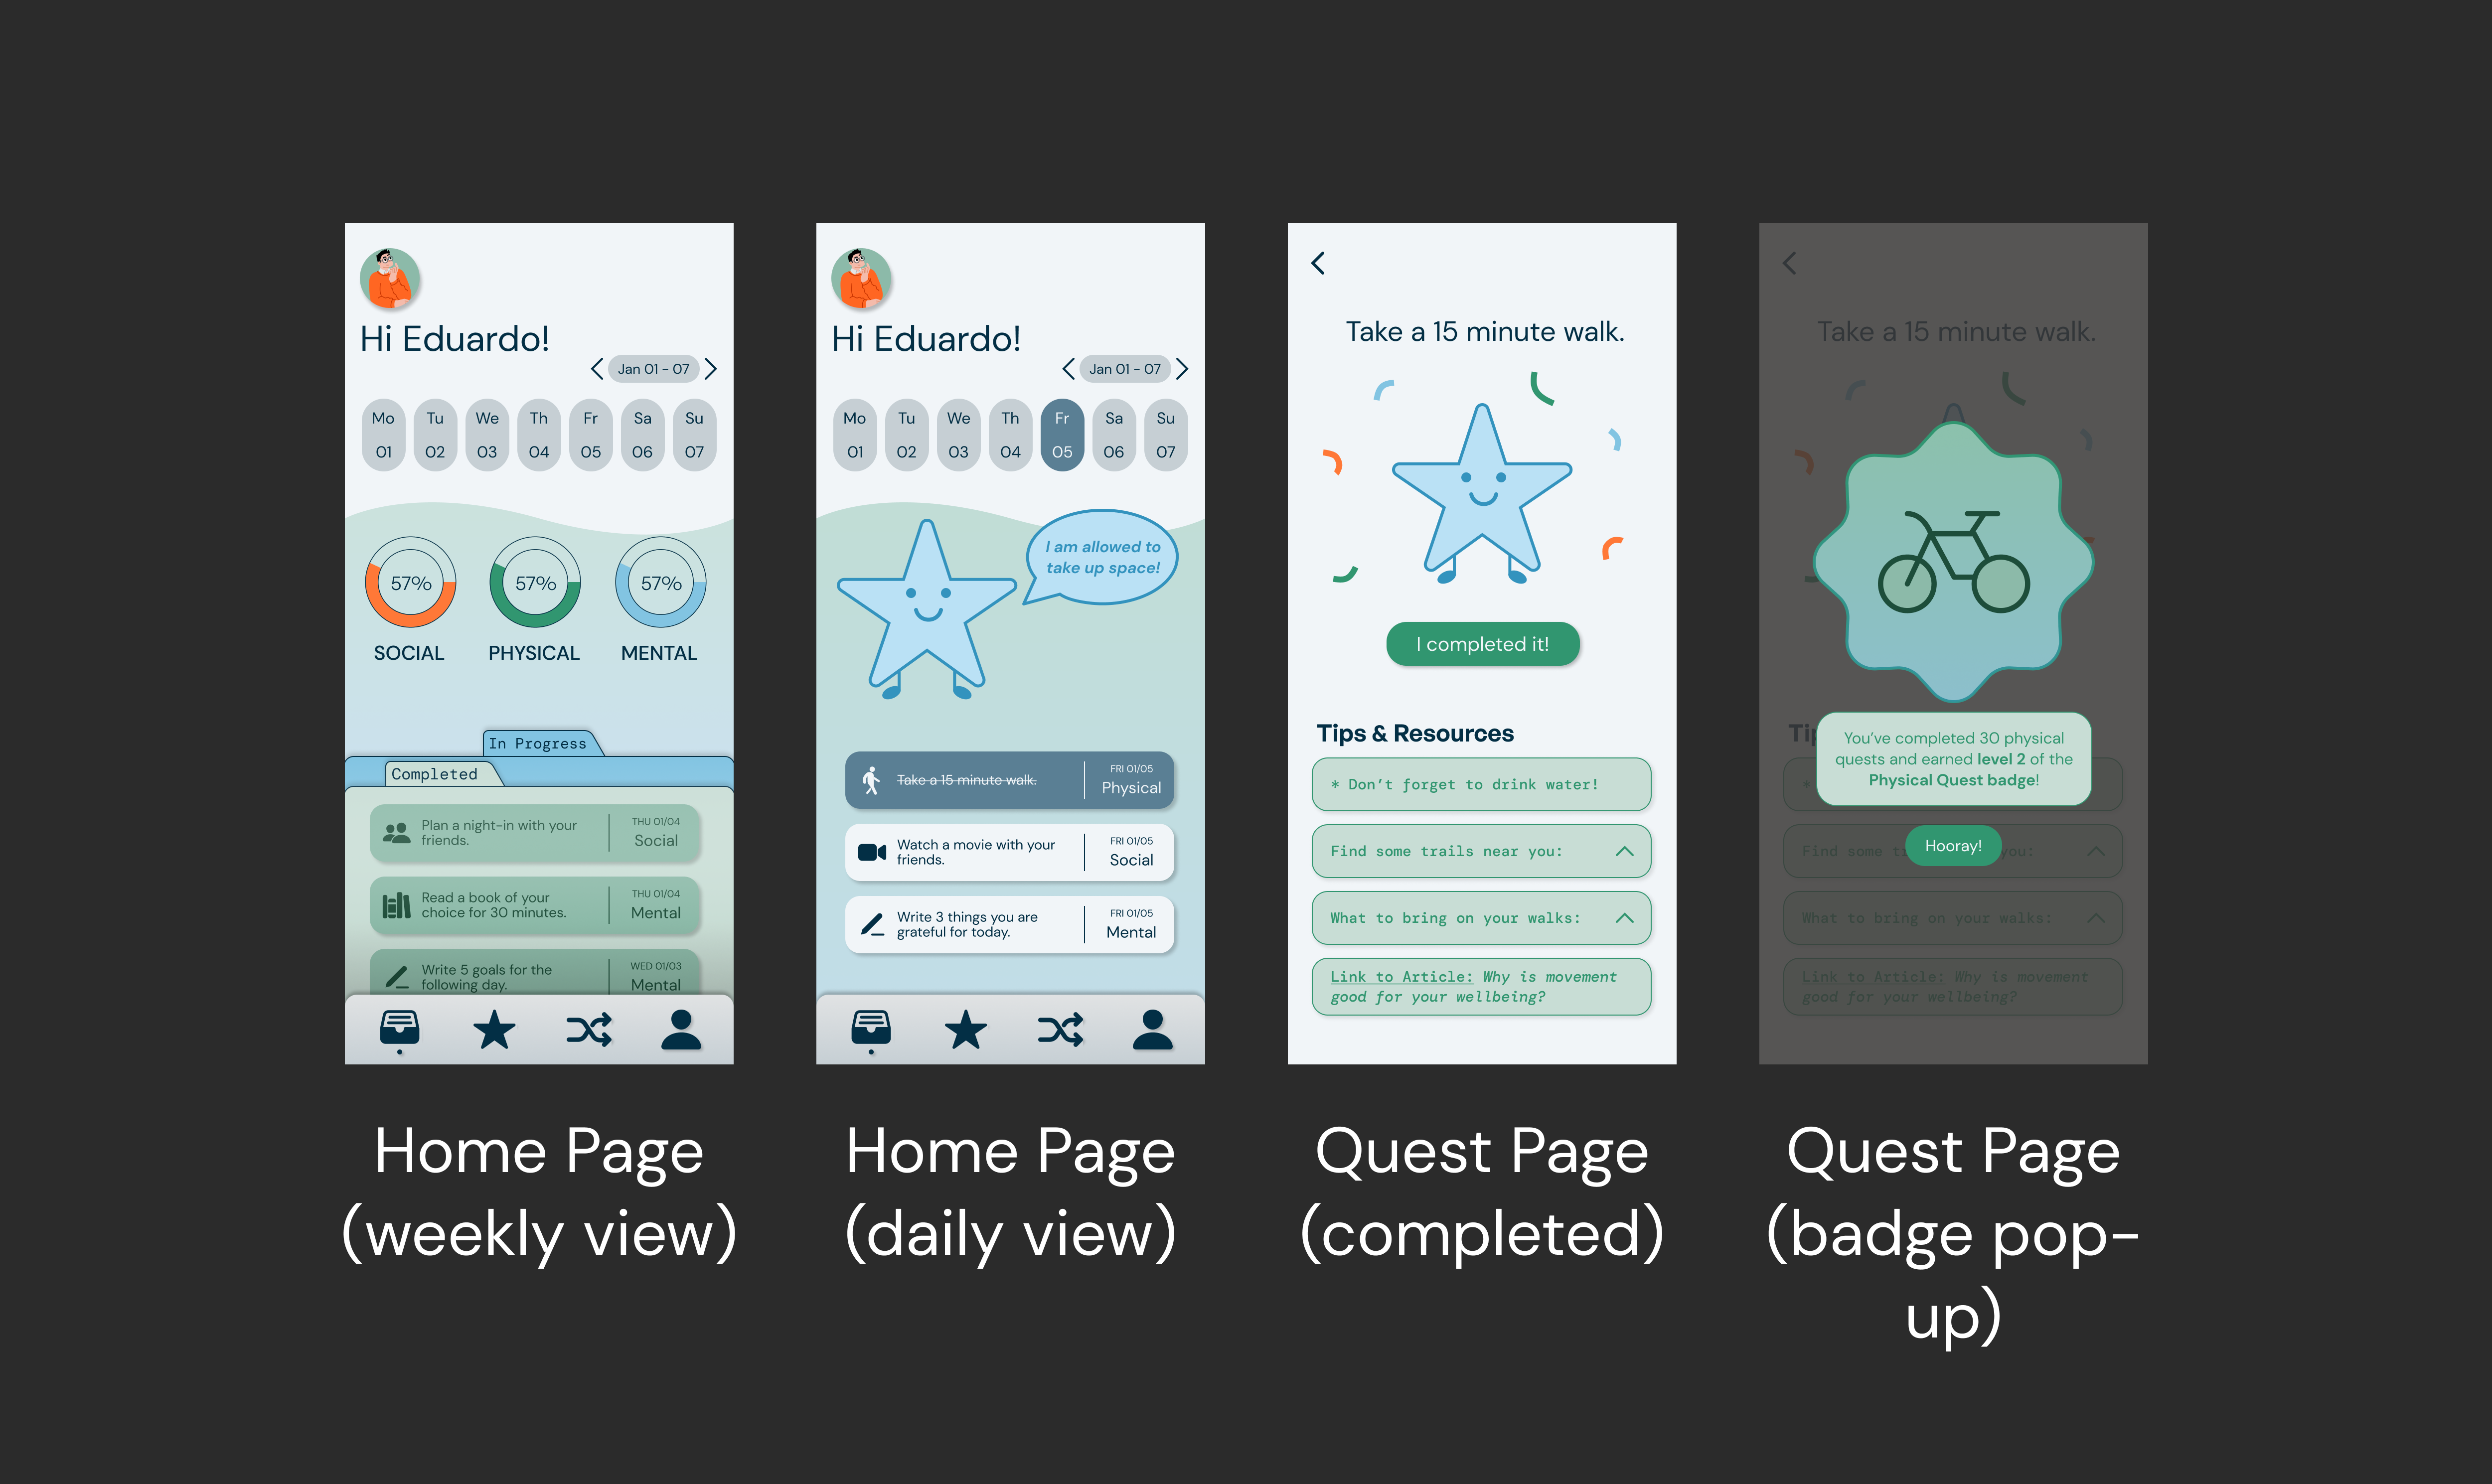 Hi Eduardo!
Jan 01 - 07
Mo Tu We Th Fr Sa Su
01 02 03 04 05 06 07
57% 57% 57%
SOCIAL PHYSICAL MENTAL
In Progress
Completed
Plan a night-in with your
friends.
THU 01/04
Social
Read a book of your
choice for 30 minutes.
THU 01/04
Mental
Write 5 goals for the
following day.
WED 01/03
Mental
Home Page
(weekly view)
Hi Eduardo!
Jan 01 - 07
Mo Tu We Th Fr Sa Su
01 02 03 04 05 06 07
I am allowed to
take up space!
Take a 15 minute walk.
FRI 01/05
Physical
Watch a movie with your
friends.
FRI 01/05
Social
Write 3 things you are
grateful for today.
FRI 01/05
Mental
Home Page
(daily view)
Take a 15 minute walk.
I completed it!
Tips & Resources
* Don't forget to drink water!
Find some trails near you:
What to bring on your walks:
Link to Article: Why is movement
good for your wellbeing?
Quest Page
(completed)
Take a 15 minute walk.
Ti
You've completed 30 physical
quests and earned level 2 of the
Physical Quest badge!
*
Hooray!
Find some tr you:
What to bring on your walks:
Link to Article: Why is movement
good for your wellbeing?
Quest Page
(badge pop-
up)